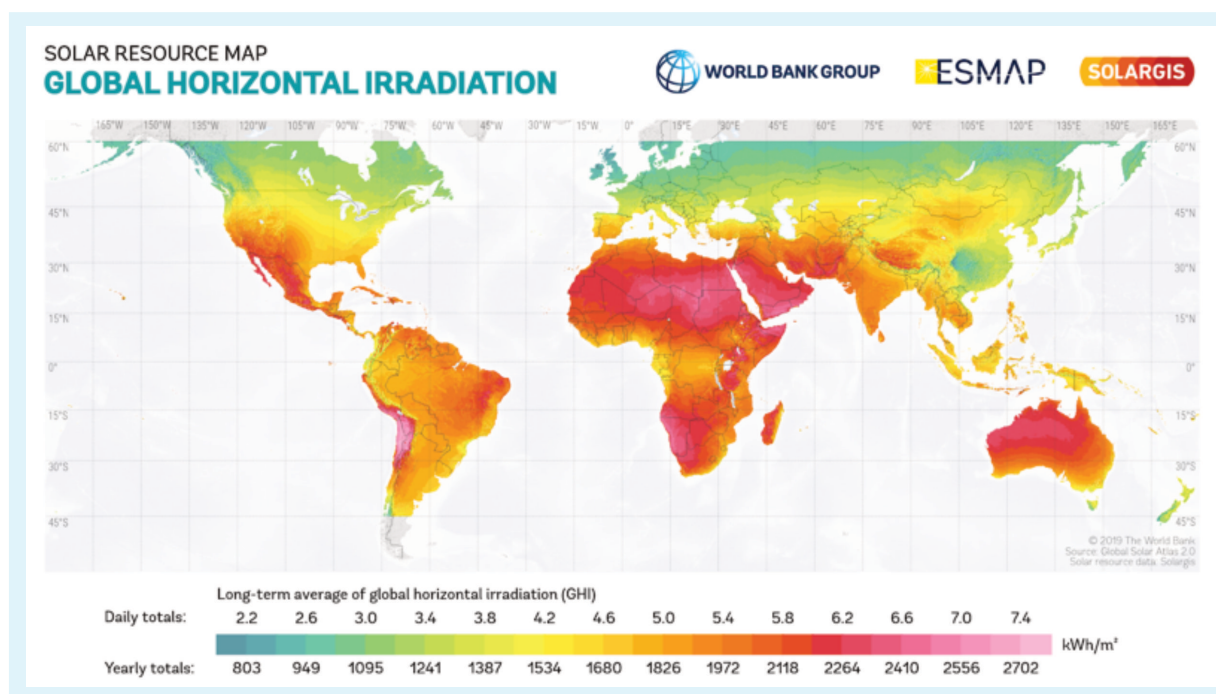 SOLAR RESOURCE MAP
GLOBAL HORIZONTAL IRRADIATION
WORLD BANK GROUP
ESMAP
SOLARGIS
165°W 150°W 135°W 120°W 105°W 90°W 75°W 60°W 45°W 30°W 15°W 0° 15°E 30°E 45°E 60°E 75°E 90°E 105°E 120°E 135°E 150°E 165°E
60°N 60°N
45°N 45°N
30°N 30°N
15°N 15°N
0° 0°
15°S 15°S
30°S 30°S
45°S 45°S
© 2019 The World Bank
Source: Global Solar Atlas 2.0
Solar resource data: Solargis
Long-term average of global horizontal irradiation (GHI)
Daily totals: 2.2 2.6 3.0 3.4 3.8 4.2 4.6 5.0 5.4 5.8 6.2 6.6 7.0 7.4
kWh/m²
Yearly totals: 803 949 1095 1241 1387 1534 1680 1826 1972 2118 2264 2410 2556 2702